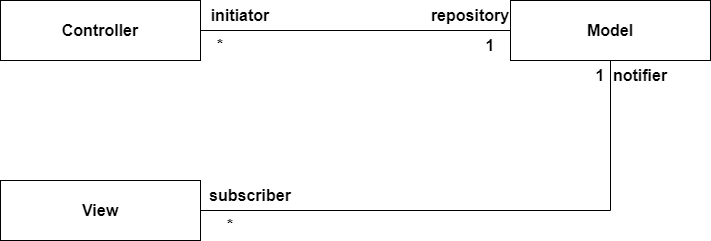 initiator repository
Controller Model
* 1
1 notifier
subscriber
View
*